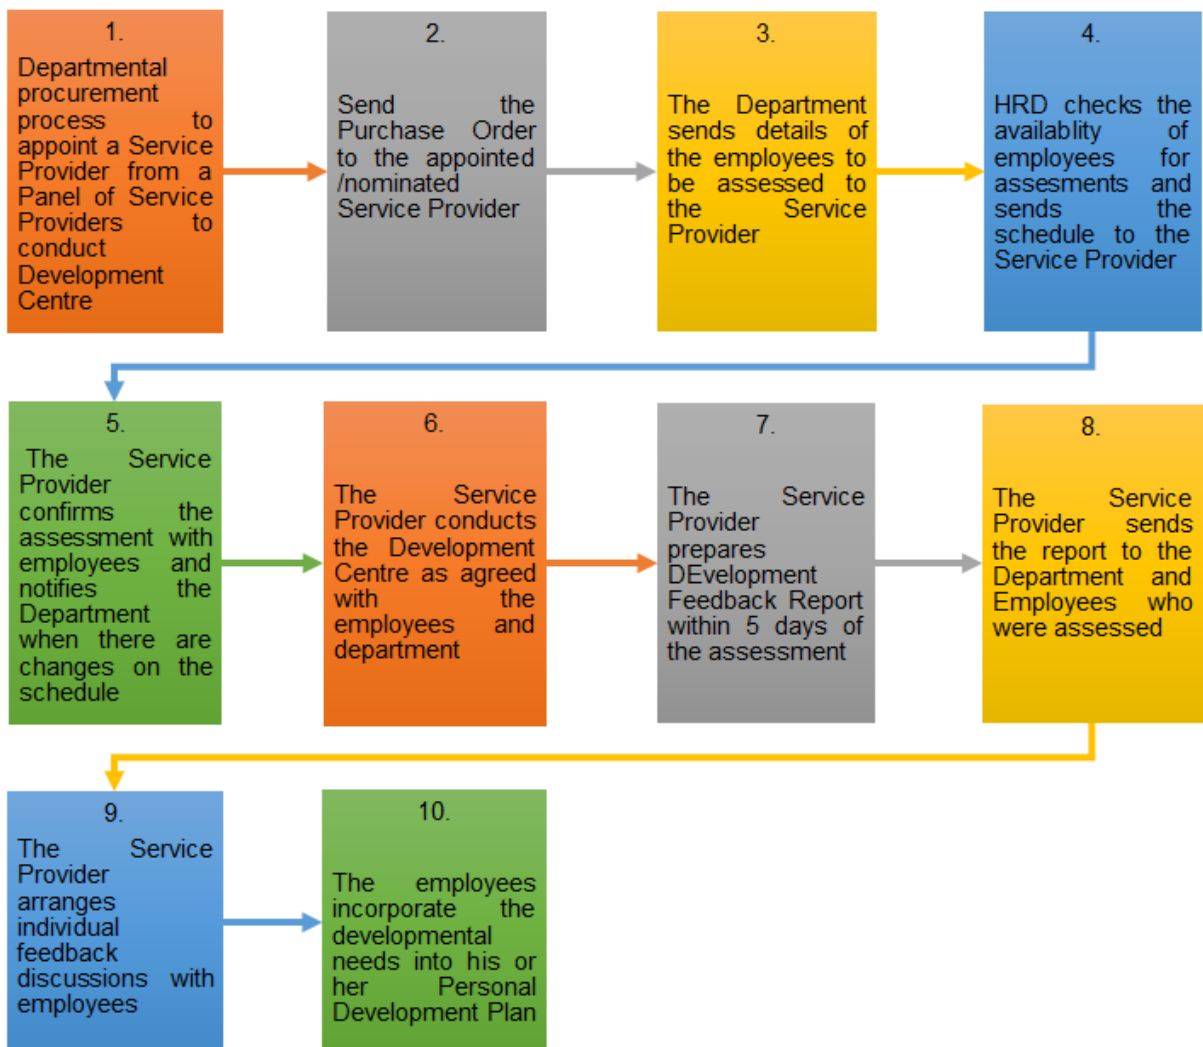 1.
Departmental
procurement
process to
appoint a Service
Provider from a
Panel of Service
Providers to
conduct
Development
Centre
2.
Send the
Purchase Order
to the appointed
/nominated
Service Provider
3.
The Department
sends details of
the employees to
be assessed to
the Service
Provider
4.
HRD checks the
availablity of
employees for
assesments and
sends the
schedule to the
Service Provider
5.
The Service
Provider
confirms the
assessment with
employees and
notifies the
Department
when there are
changes on the
schedule
6.
The Service
Provider conducts
the Development
Centre as agreed
with the
employees and
department
7.
The Service
Provider
prepares
DEvelopment
Feedback Report
within 5 days of
the assessment
8.
The Service
Provider sends
the report to the
Department and
Employees who
were assessed
9.
The Service
Provider
arranges
individual
feedback
discussions with
employees
10.
The employees
incorporate the
developmental
needs into his or
her Personal
Development Plan